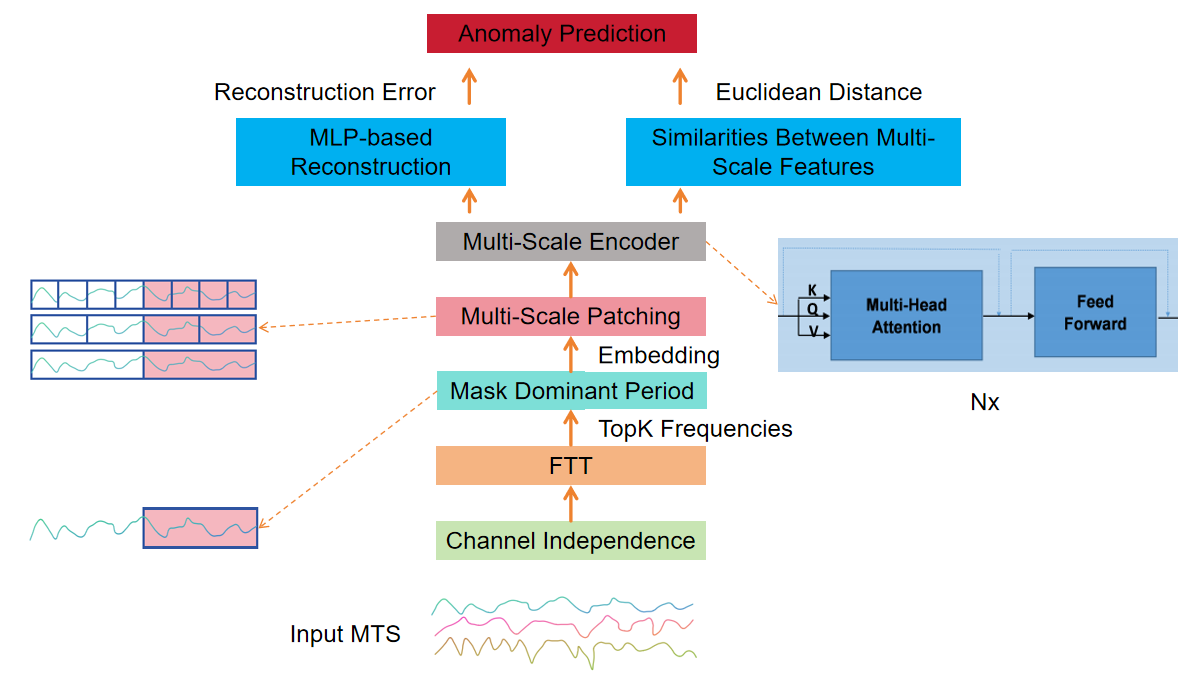 Anomaly Prediction
Reconstruction Error
Euclidean Distance
MLP-based
Reconstruction
Similarities Between Multi-
Scale Features
Multi-Scale Encoder
Multi-Scale Patching
Embedding
Mask Dominant Period
TopK Frequencies
FTT
Channel Independence
Input MTS
K
Q
V
Multi-Head
Attention
Feed
Forward
Nx